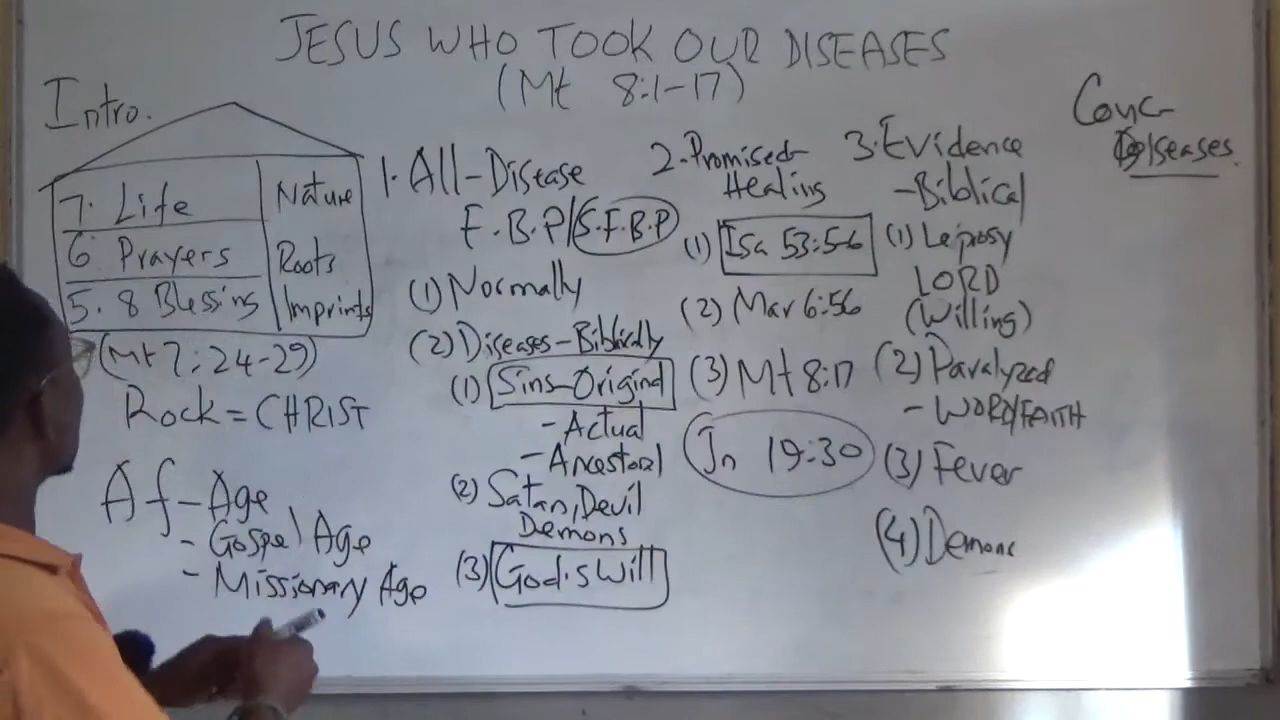 JESUS WHO TOOK OUR DISEASES
(Mt 8:1-17)
Intro.
7. Life
Nature
6. Prayers
Roots
5. 8 Blessing
Imprints
(Mt 7:24-29)
Rock = CHRIST
Af-Age
- Gospel Age
- Missionary Age
1. All-Disease
F.B.P/S.F.B.P
(1) Normally
(2) Diseases-Biblically
(1) Sins-Original
- Actual
- Ancestoral
(2) Satan, Devil
Demons
(3) God's Will
2. Promised
Healing
(1) Isa 53:5-6
(2) Mar 6:56
(3) Mt 8:17
Jn 19:30
3. Evidence
- Biblical
(1) Leprosy
LORD
(Willing)
(2) Paralyzed
- WORD/FAITH
(3) Fever
(4) Demons
Conc-
Diseases.